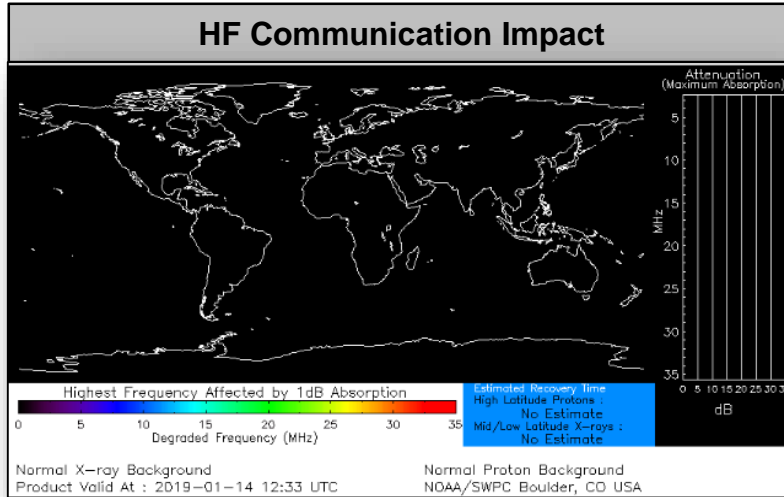 HF Communication Impact
Attenuation
(Maximum Absorption)
5
10
15
20
25
30
35
MHz
0 5 10 15 20 25 30 3
dB
Highest Frequency Affected by 1dB Absorption
0 5 10 15 20 25 30 35
Degraded Frequency (MHz)
Estimated Recovery Time
High Latitude Protons :
No Estimate
Mid/Low Latitude X-rays :
No Estimate
Normal X-ray Background
Product Valid At : 2019-01-14 12:33 UTC
Normal Proton Background
NOAA/SWPC Boulder, CO USA